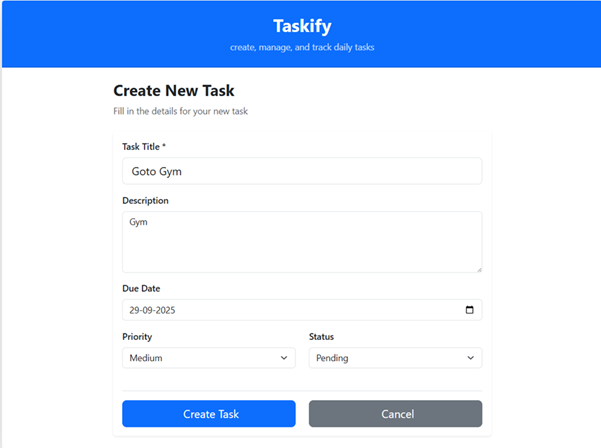 Taskify
create, manage, and track daily tasks
Create New Task
Fill in the details for your new task
Task Title *
Goto Gym
Description
Gym
Due Date
29-09-2025
Priority Status
Medium Pending
Create Task Cancel